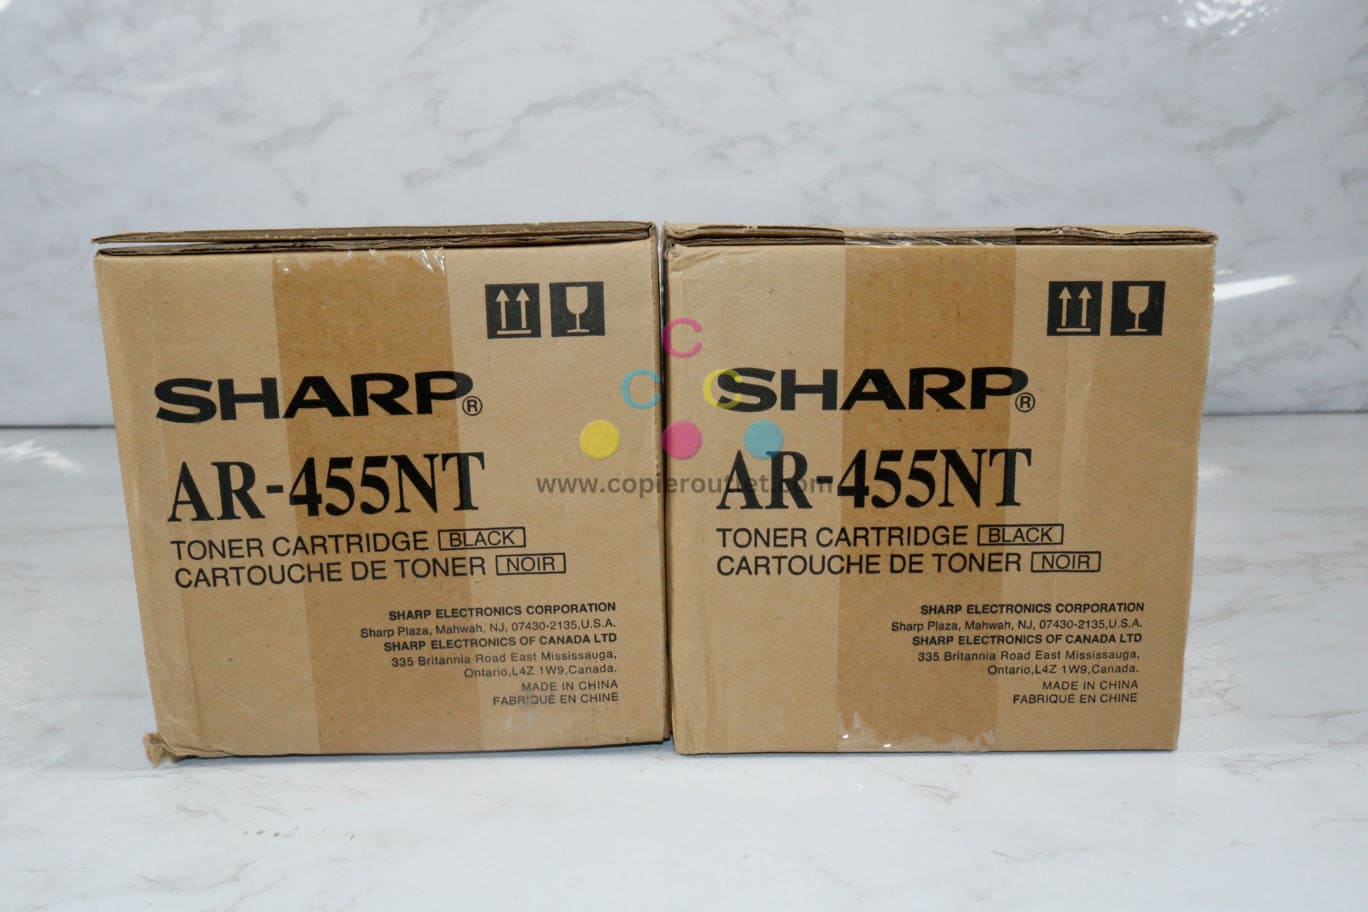 SHARP®
AR-455NT
TONER CARTRIDGE BLACK
CARTOUCHE DE TONER NOIR
SHARP ELECTRONICS CORPORATION
Sharp Plaza, Mahwah, NJ, 07430-2135,U.S.A.
SHARP ELECTRONICS OF CANADA LTD
335 Britannia Road East Mississauga,
Ontario,L4Z 1W9,Canada.
MADE IN CHINA
FABRIQUÉ EN CHINE
C
C C
www.copieroutlet.com
SHARP®
AR-455NT
TONER CARTRIDGE BLACK
CARTOUCHE DE TONER NOIR
SHARP ELECTRONICS CORPORATION
Sharp Plaza, Mahwah, NJ, 07430-2135,U.S.A.
SHARP ELECTRONICS OF CANADA LTD
335 Britannia Road East Mississauga,
Ontario,L4Z 1W9,Canada.
MADE IN CHINA
FABRIQUÉ EN CHINE